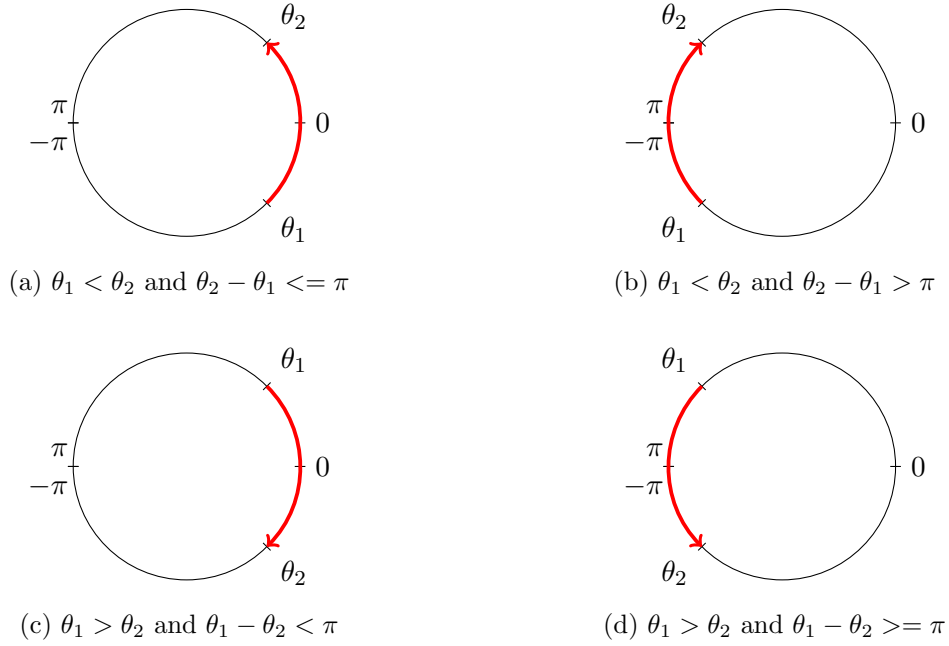 θ₂ θ₂
π 0 π 0
−π −π
θ₁ θ₁
(a) θ₁ < θ₂ and θ₂ − θ₁ <= π (b) θ₁ < θ₂ and θ₂ − θ₁ > π
θ₁ θ₁
π 0 π 0
−π −π
θ₂ θ₂
(c) θ₁ > θ₂ and θ₁ − θ₂ < π (d) θ₁ > θ₂ and θ₁ − θ₂ >= π